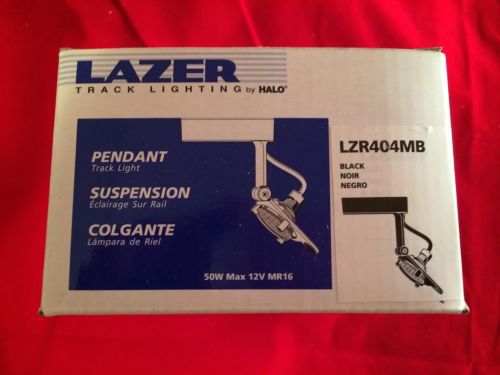 LAZER
TRACK LIGHTING by HALO®
PENDANT
Track Light
SUSPENSION
Éclairage Sur Rail
COLGANTE
Lámpara de Riel
50W Max 12V MR16
LZR404MB
BLACK
NOIR
NEGRO